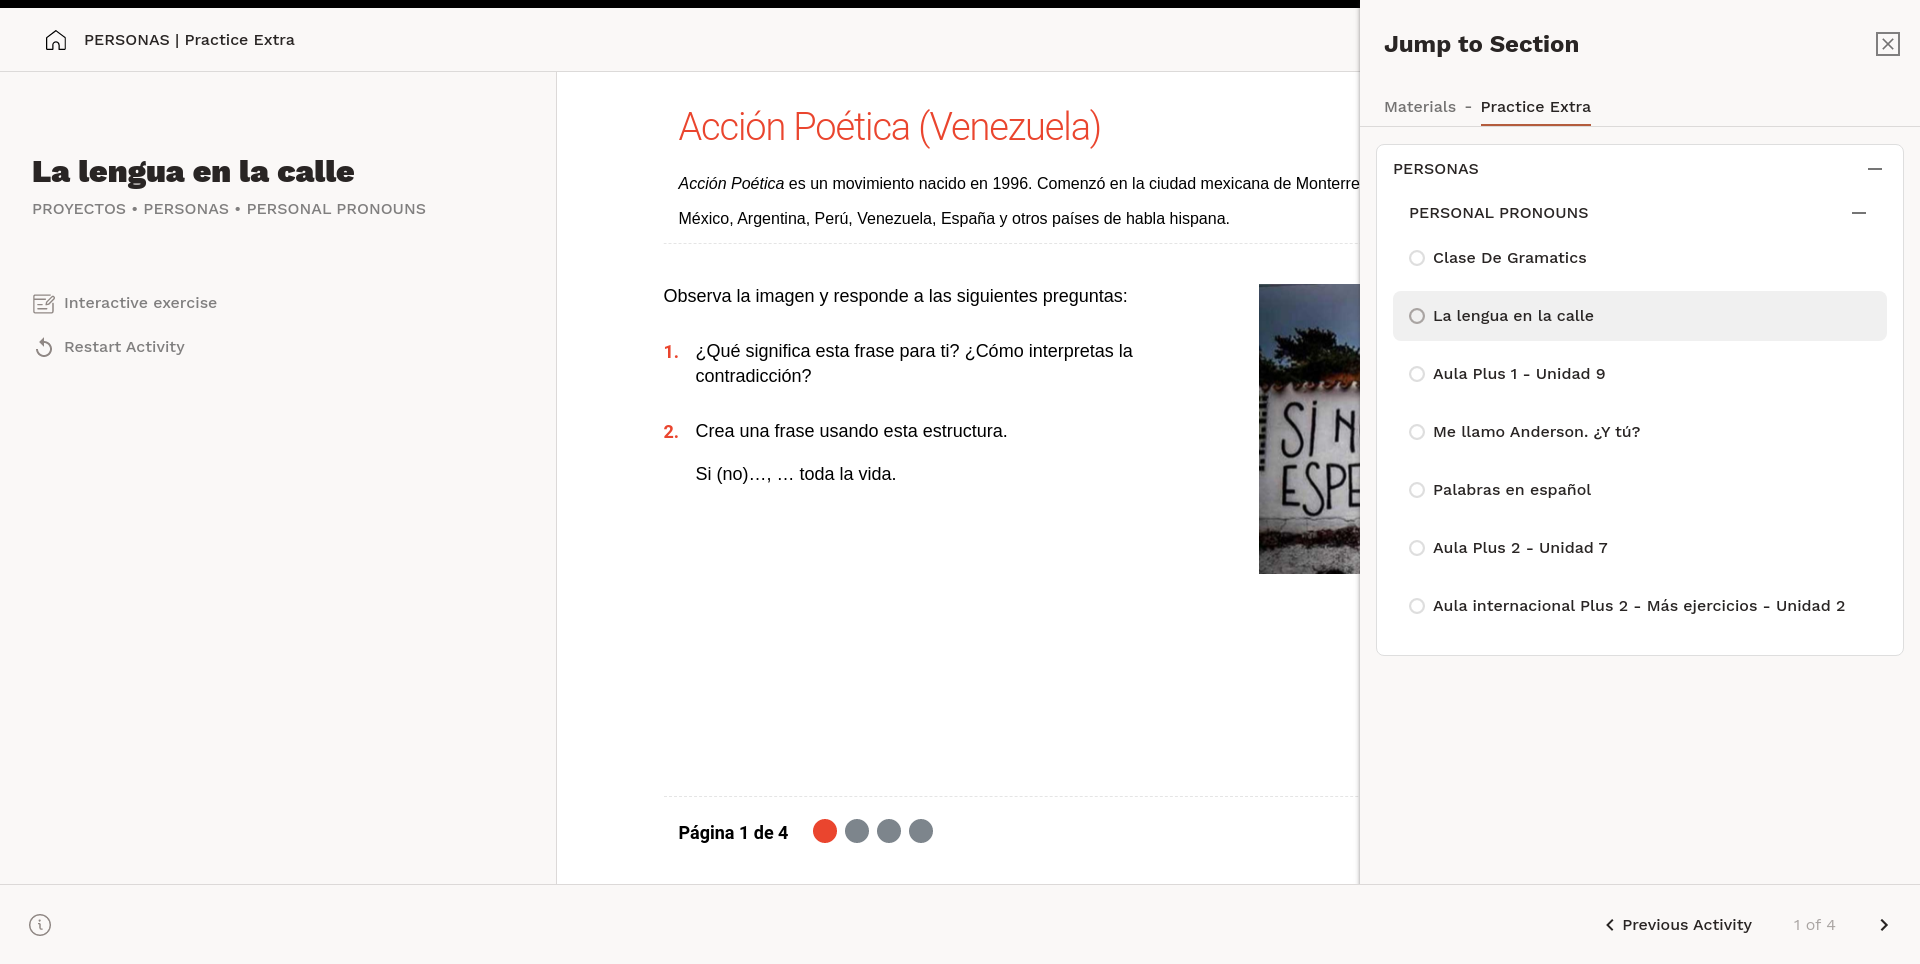 PERSONAS | Practice Extra
La lengua en la calle
PROYECTOS • PERSONAS • PERSONAL PRONOUNS
Interactive exercise
Restart Activity
Acción Poética (Venezuela)
Acción Poética es un movimiento nacido en 1996. Comenzó en la ciudad mexicana de Monterre
México, Argentina, Perú, Venezuela, España y otros países de habla hispana.
Observa la imagen y responde a las siguientes preguntas:
1. ¿Qué significa esta frase para ti? ¿Cómo interpretas la
contradicción?
2. Crea una frase usando esta estructura.
Si (no)…, … toda la vida.
SI N
ESPE
Página 1 de 4
Jump to Section
Materials - Practice Extra
PERSONAS
PERSONAL PRONOUNS
Clase De Gramatics
La lengua en la calle
Aula Plus 1 - Unidad 9
Me llamo Anderson. ¿Y tú?
Palabras en español
Aula Plus 2 - Unidad 7
Aula internacional Plus 2 - Más ejercicios - Unidad 2
Previous Activity
1 of 4